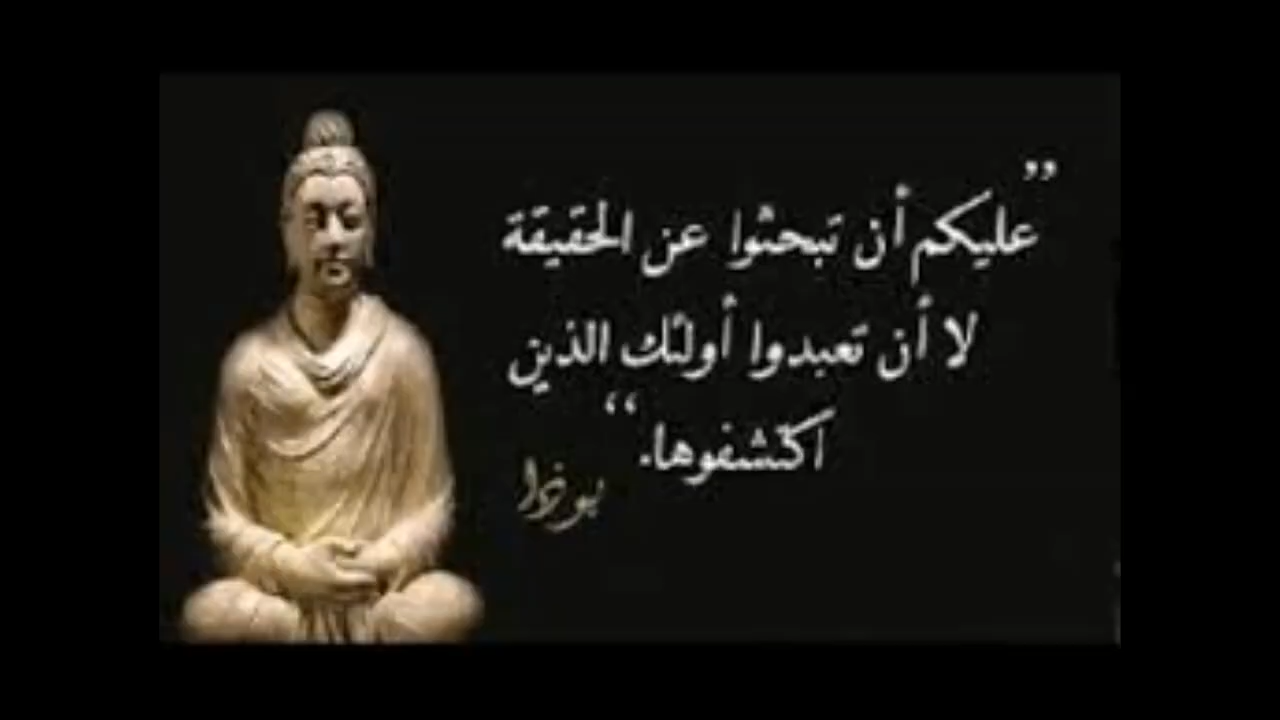 ”عليكم أن تبحثوا عن الحقيقة
لا أن تعبدوا أولئك الذين
اكتشفوها.“
بوذا